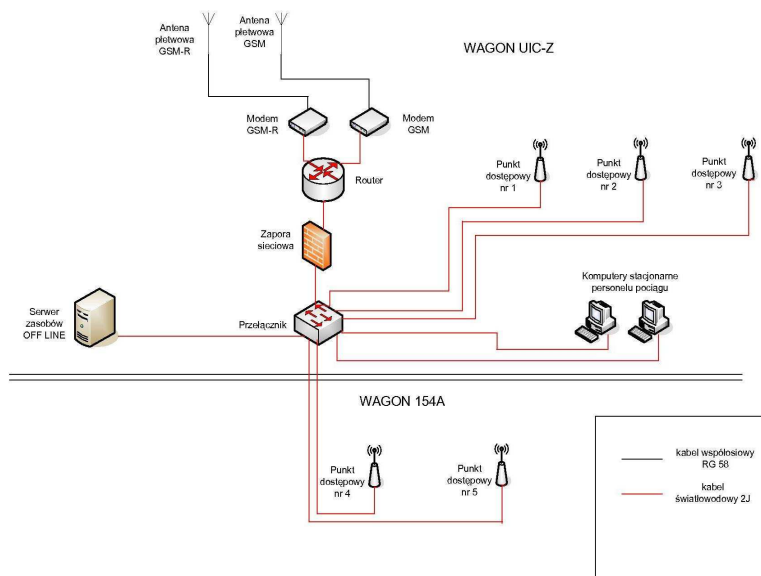 Antena
płetwowa
GSM-R
Antena
płetwowa
GSM
WAGON UIC-Z
Modem
GSM-R
Modem
GSM
Router
Punkt
dostępowy
nr 1
Punkt
dostępowy
nr 2
Punkt
dostępowy
nr 3
Zapora
sieciowa
Komputery stacjonarne
personelu pociągu
Serwer
zasobów
OFF LINE
Przełącznik
WAGON 154A
Punkt
dostępowy
nr 4
Punkt
dostępowy
nr 5
kabel współosiowy
RG 58
kabel
światłowodowy 2J